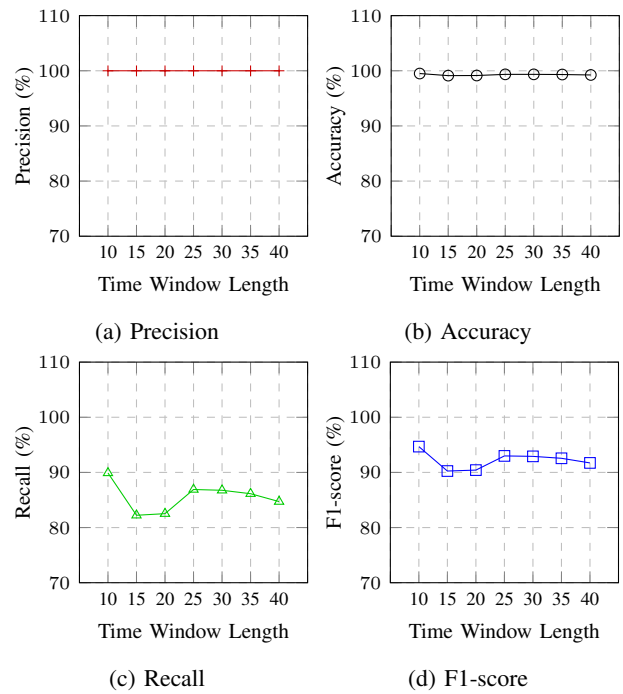 110
100
90
80
70
Precision (%)
10 15 20 25 30 35 40
Time Window Length
(a) Precision
110
100
90
80
70
Accuracy (%)
10 15 20 25 30 35 40
Time Window Length
(b) Accuracy
110
100
90
80
70
Recall (%)
10 15 20 25 30 35 40
Time Window Length
(c) Recall
110
100
90
80
70
F1-score (%)
10 15 20 25 30 35 40
Time Window Length
(d) F1-score